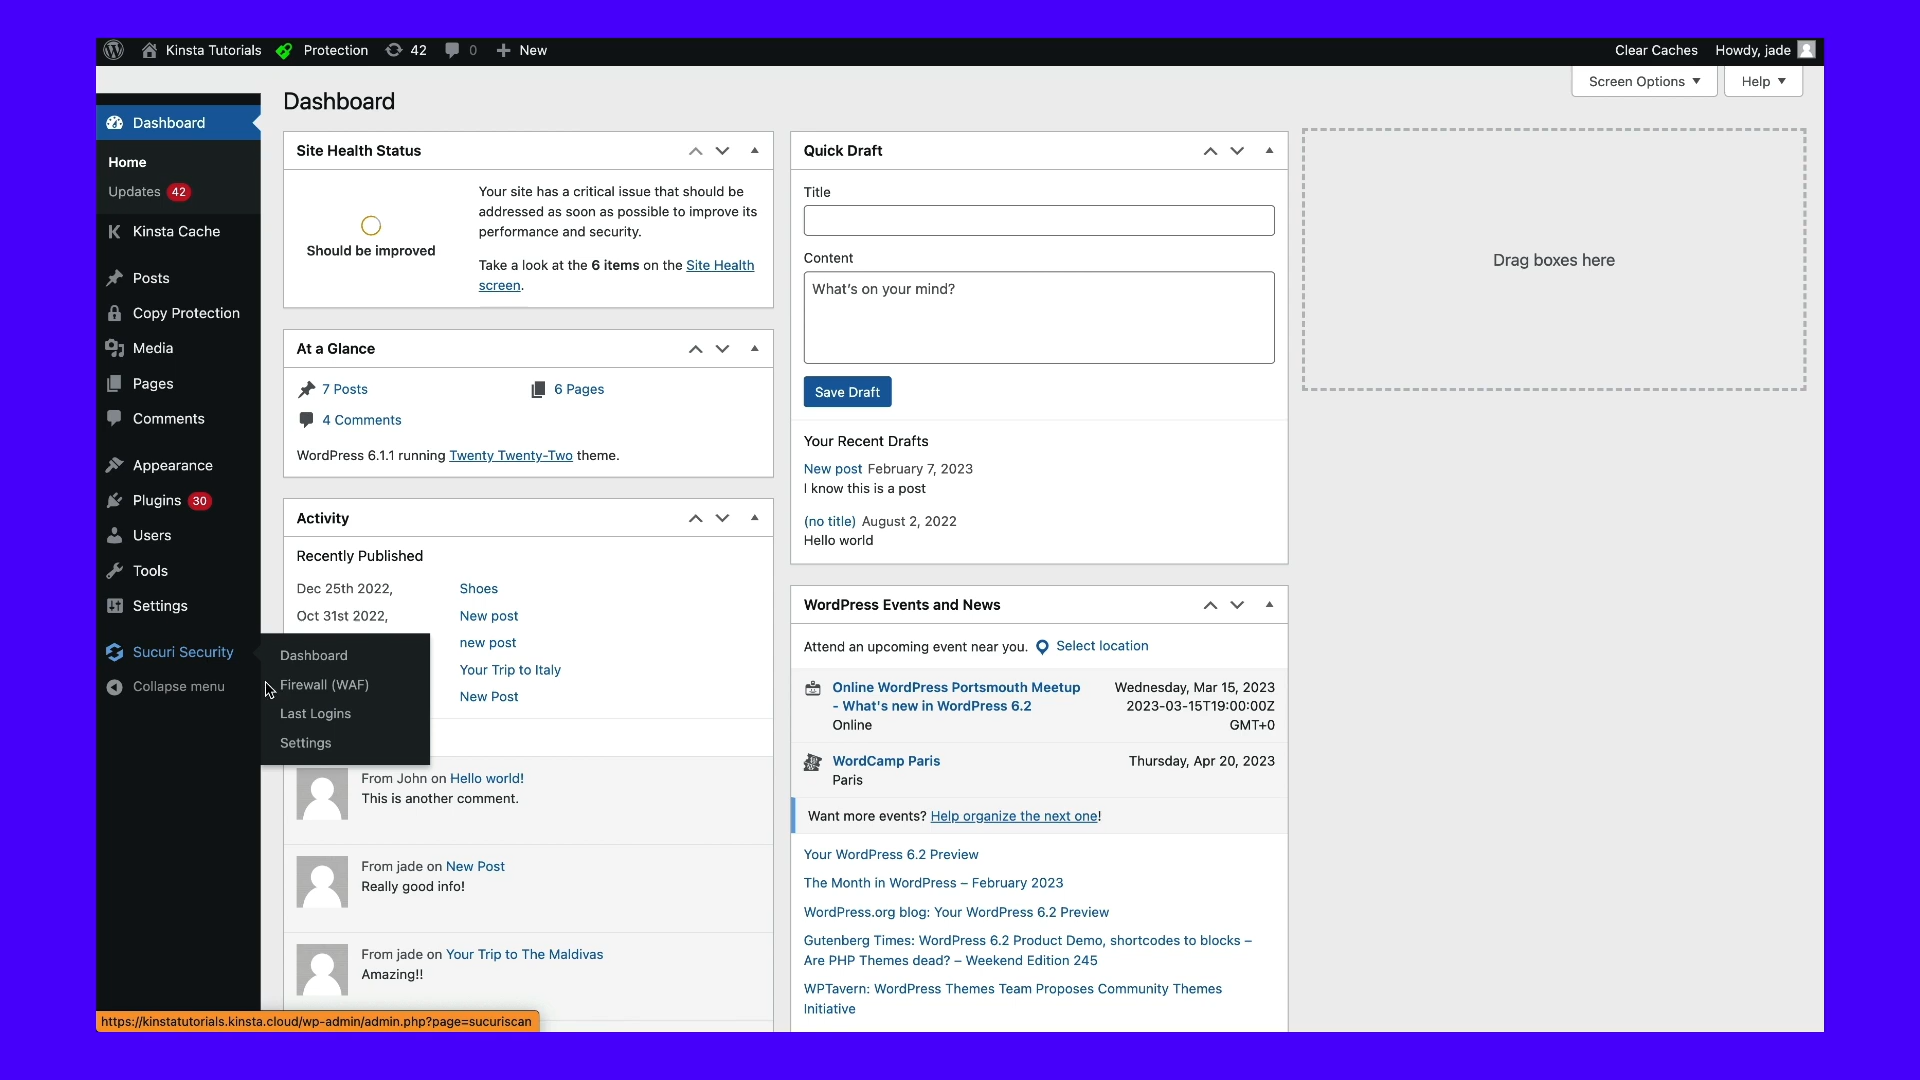 Kinsta Tutorials Protection 42 0 New Clear Caches Howdy, jade
Screen Options Help
Dashboard
Home
Updates 42
Kinsta Cache
Posts
Copy Protection
Media
Pages
Comments
Appearance
Plugins 30
Users
Tools
Settings
Sucuri Security
Collapse menu
Dashboard
Firewall (WAF)
Last Logins
Settings
Dashboard
Site Health Status
Should be improved
Your site has a critical issue that should be
addressed as soon as possible to improve its
performance and security.
Take a look at the 6 items on the Site Health
screen.
At a Glance
7 Posts 6 Pages
4 Comments
WordPress 6.1.1 running Twenty Twenty-Two theme.
Activity
Recently Published
Dec 25th 2022, Shoes
Oct 31st 2022, New post
new post
Your Trip to Italy
New Post
From John on Hello world!
This is another comment.
From jade on New Post
Really good info!
From jade on Your Trip to The Maldivas
Amazing!!
Quick Draft
Title
Content
What's on your mind?
Save Draft
Your Recent Drafts
New post February 7, 2023
I know this is a post
(no title) August 2, 2022
Hello world
WordPress Events and News
Attend an upcoming event near you. Select location
Online WordPress Portsmouth Meetup Wednesday, Mar 15, 2023
- What's new in WordPress 6.2 2023-03-15T19:00:00Z
Online GMT+0
WordCamp Paris Thursday, Apr 20, 2023
Paris
Want more events? Help organize the next one!
Your WordPress 6.2 Preview
The Month in WordPress – February 2023
WordPress.org blog: Your WordPress 6.2 Preview
Gutenberg Times: WordPress 6.2 Product Demo, shortcodes to blocks –
Are PHP Themes dead? – Weekend Edition 245
WPTavern: WordPress Themes Team Proposes Community Themes
Initiative
Drag boxes here
https://kinstatutorials.kinsta.cloud/wp-admin/admin.php?page=sucuriscan